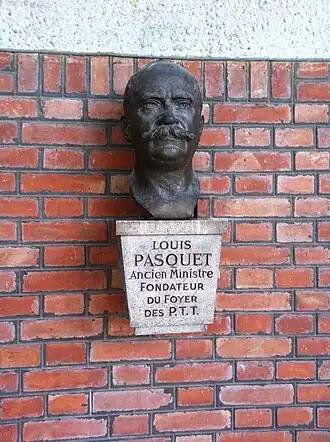 LOUIS
PASQUET
Ancien Ministre
FONDATEUR
DU FOYER
DES P.T.T.